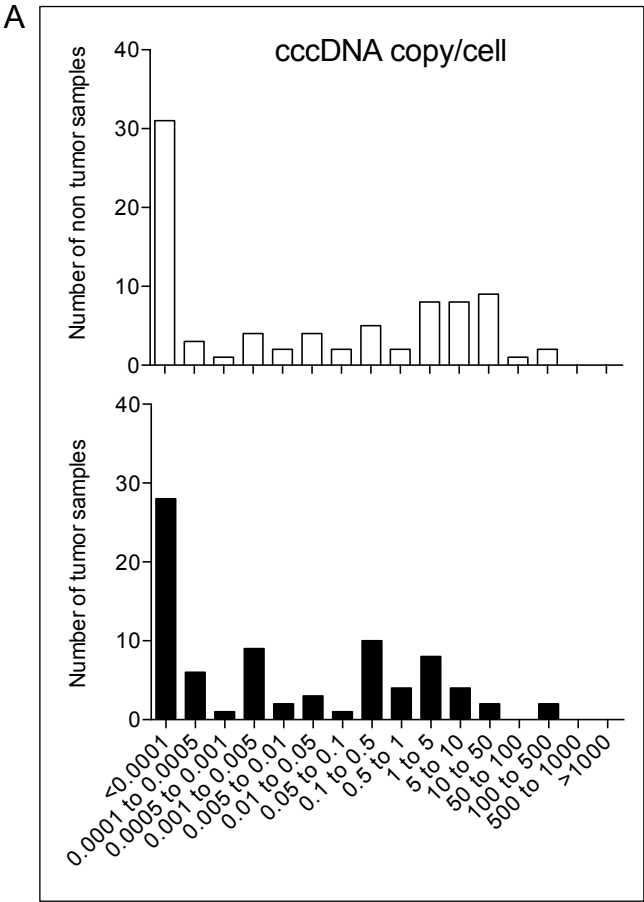 A
cccDNA copy/cell
Number of non tumor samples
40
30
20
10
0
Number of tumor samples
40
30
20
10
0
<0.0001
0.0001 to 0.0005
0.0005 to 0.001
0.001 to 0.005
0.005 to 0.01
0.01 to 0.05
0.05 to 0.1
0.1 to 0.5
0.5 to 1
1 to 5
5 to 10
10 to 50
50 to 100
100 to 500
500 to 1000
>1000